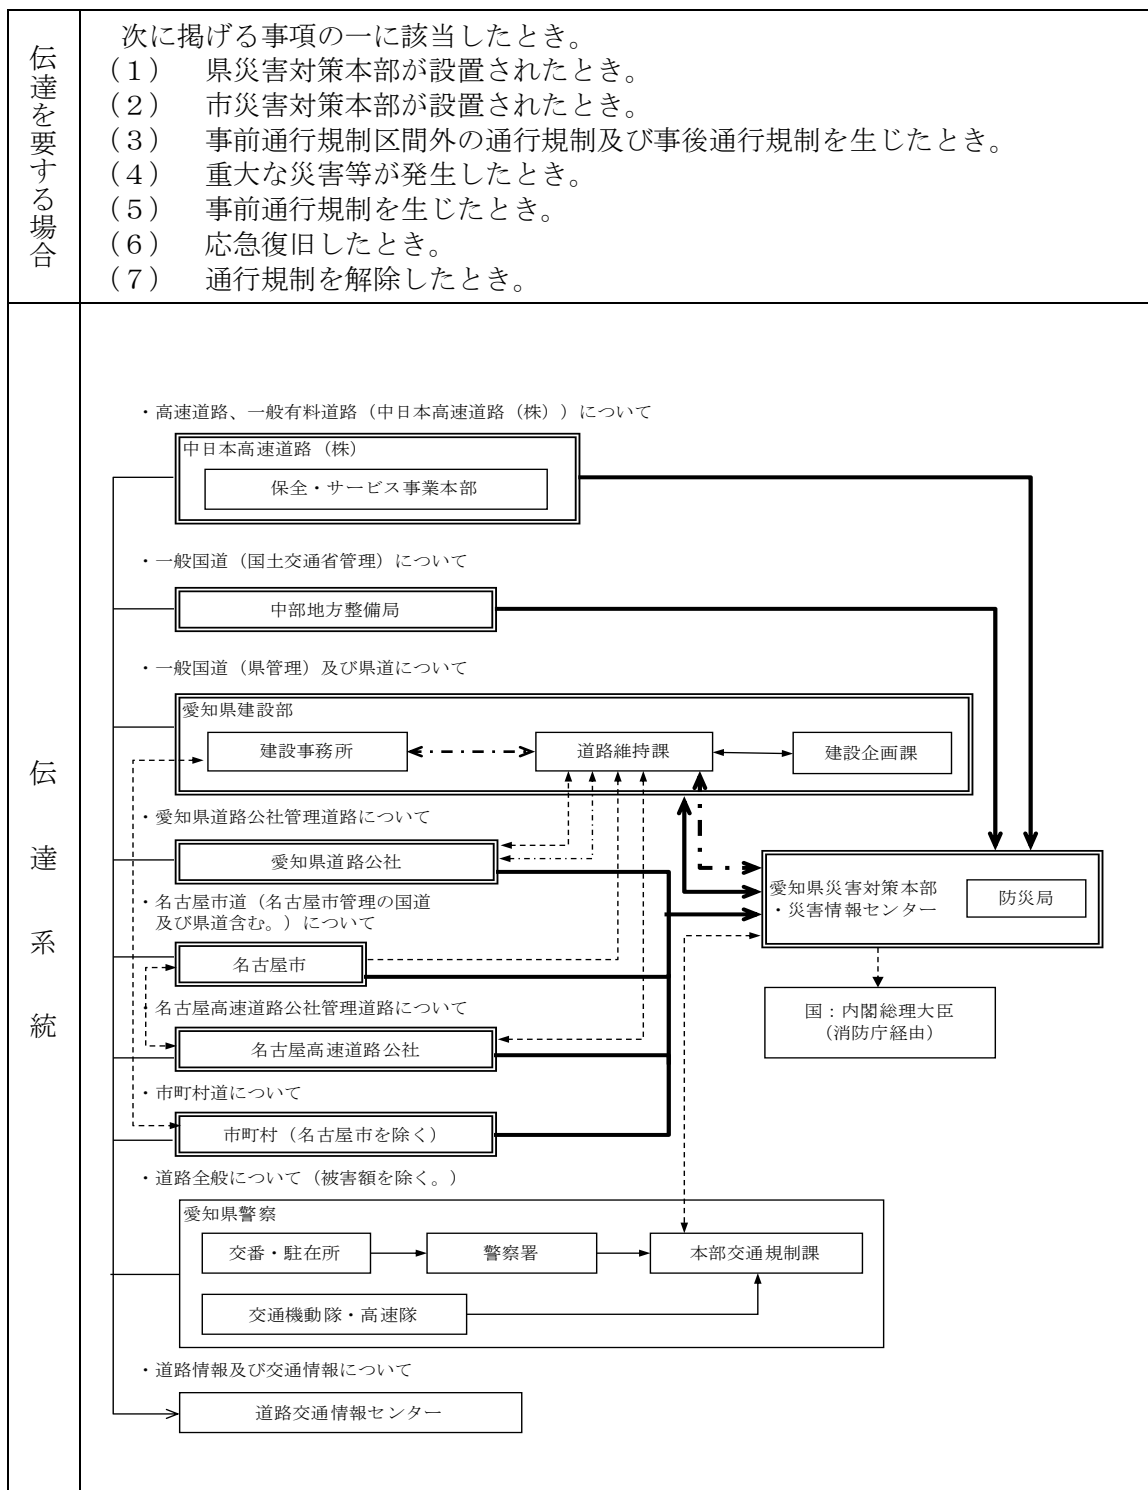 伝達を要する場合
次に掲げる事項の一に該当したとき。
（１）　県災害対策本部が設置されたとき。
（２）　市災害対策本部が設置されたとき。
（３）　事前通行規制区間外の通行規制及び事後通行規制を生じたとき。
（４）　重大な災害等が発生したとき。
（５）　事前通行規制を生じたとき。
（６）　応急復旧したとき。
（７）　通行規制を解除したとき。
伝達系統
・高速道路、一般有料道路（中日本高速道路（株））について
中日本高速道路（株）
保全・サービス事業本部
・一般国道（国土交通省管理）について
中部地方整備局
・一般国道（県管理）及び県道について
愛知県建設部
建設事務所
道路維持課
建設企画課
・愛知県道路公社管理道路について
愛知県道路公社
・名古屋市道（名古屋市管理の国道
及び県道含む。）について
愛知県災害対策本部
・災害情報センター
防災局
名古屋市
・名古屋高速道路公社管理道路について
国：内閣総理大臣
（消防庁経由）
名古屋高速道路公社
・市町村道について
市町村（名古屋市を除く）
・道路全般について（被害額を除く。）
愛知県警察
交番・駐在所
警察署
本部交通規制課
交通機動隊・高速隊
・道路情報及び交通情報について
道路交通情報センター